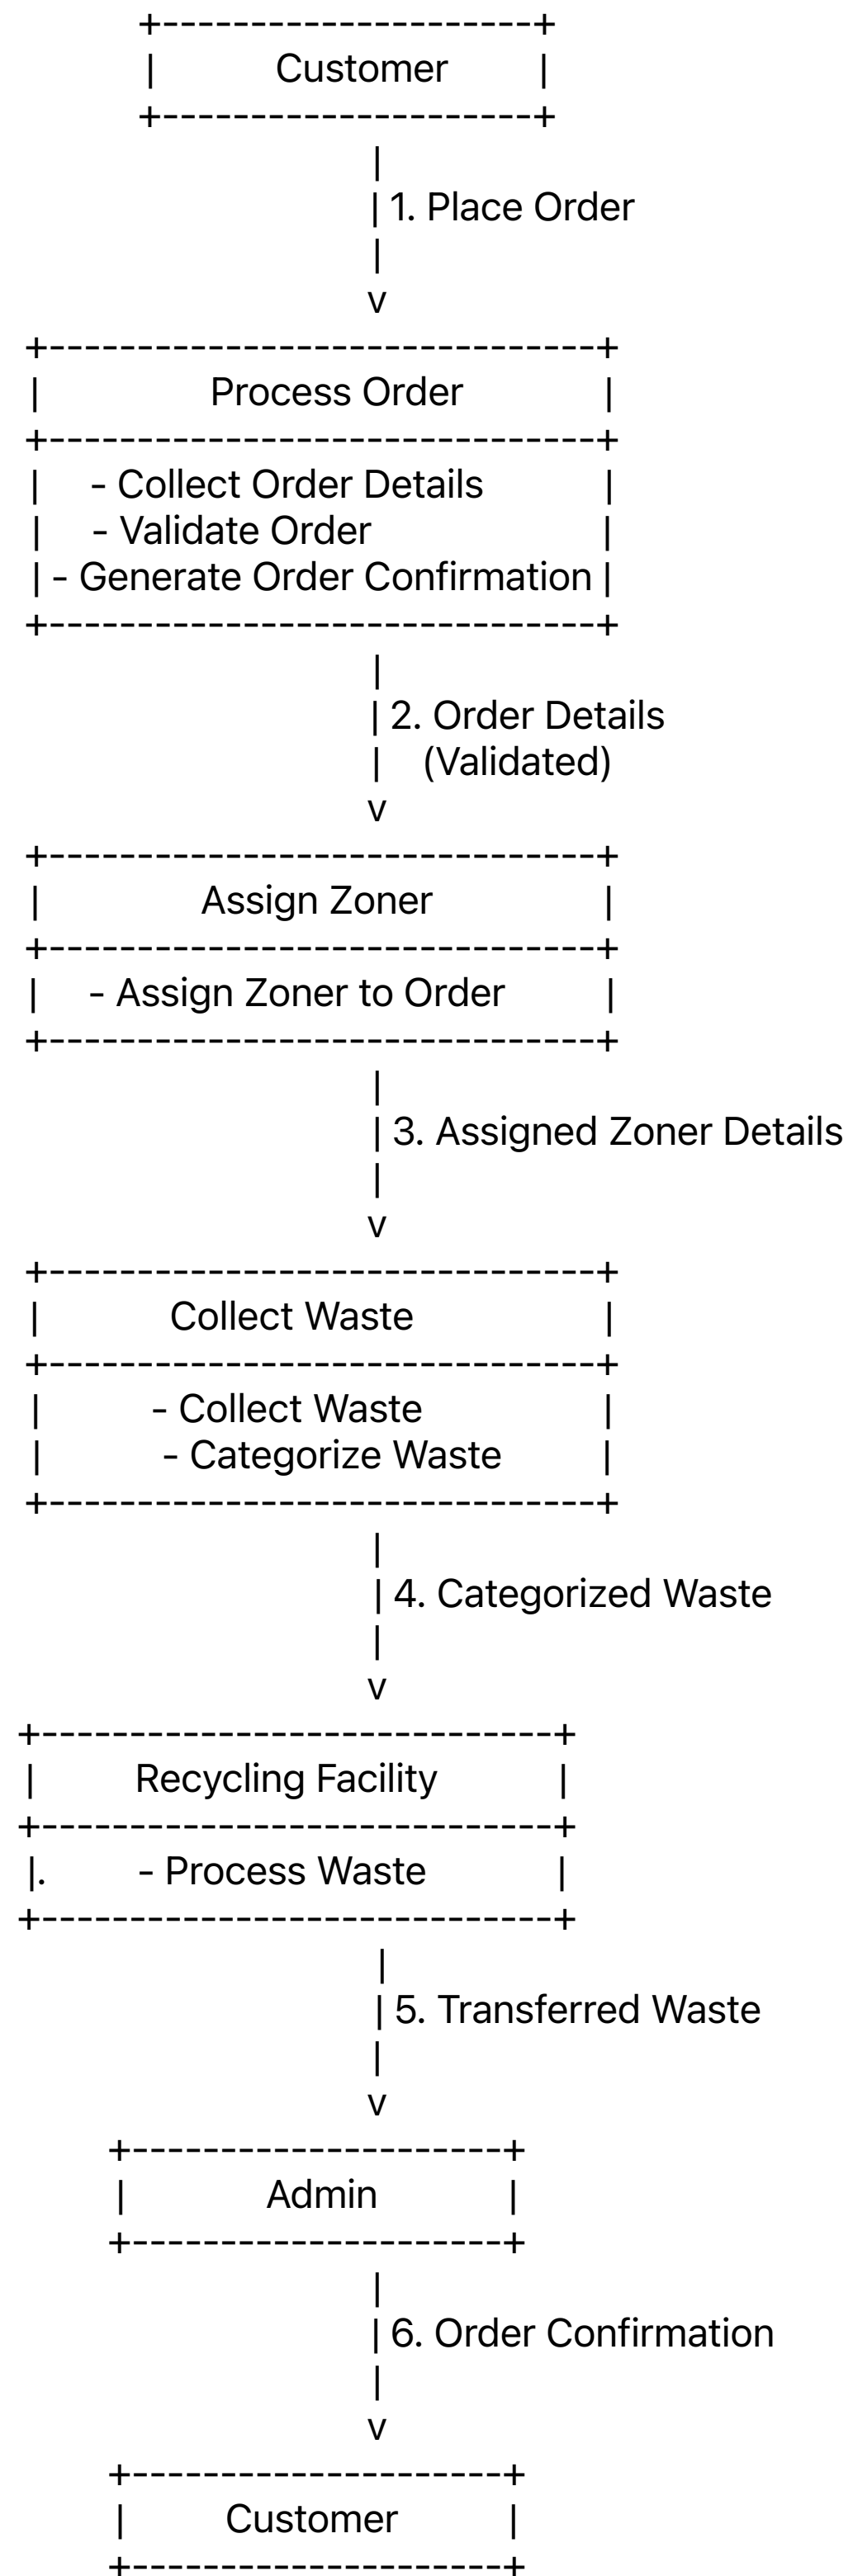 +-------------------+
| Customer |
+-------------------+
|
| 1. Place Order
|
v
+-----------------------------+
| Process Order |
+-----------------------------+
| - Collect Order Details |
| - Validate Order |
| - Generate Order Confirmation |
+-----------------------------+
|
| 2. Order Details
| (Validated)
v
+-----------------------------+
| Assign Zoner |
+-----------------------------+
| - Assign Zoner to Order |
+-----------------------------+
|
| 3. Assigned Zoner Details
|
v
+-----------------------------+
| Collect Waste |
+-----------------------------+
| - Collect Waste |
| - Categorize Waste |
+-----------------------------+
|
| 4. Categorized Waste
|
v
+---------------------------+
| Recycling Facility |
+---------------------------+
|. - Process Waste |
+---------------------------+
|
| 5. Transferred Waste
|
v
+-------------------+
| Admin |
+-------------------+
|
| 6. Order Confirmation
|
v
+-------------------+
| Customer |
+-------------------+